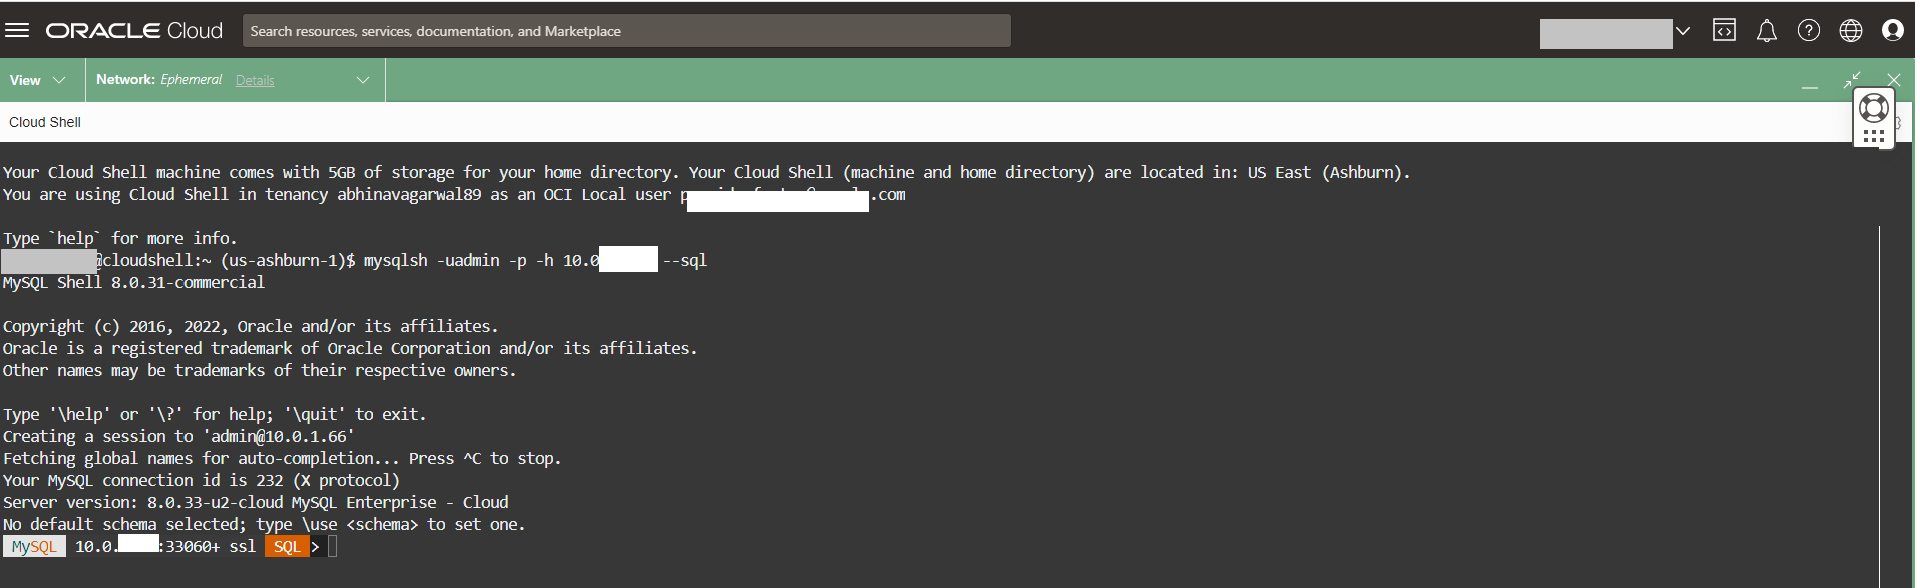 ORACLE Cloud
Search resources, services, documentation, and Marketplace
View
Network: Ephemeral Details
Cloud Shell
Your Cloud Shell machine comes with 5GB of storage for your home directory. Your Cloud Shell (machine and home directory) are located in: US East (Ashburn).
You are using Cloud Shell in tenancy abhinavagarwal89 as an OCI Local user .com
Type `help` for more info.
@cloudshell:~ (us-ashburn-1)$ mysqlsh -uadmin -p -h 10.0 --sql
MySQL Shell 8.0.31-commercial
Copyright (c) 2016, 2022, Oracle and/or its affiliates.
Oracle is a registered trademark of Oracle Corporation and/or its affiliates.
Other names may be trademarks of their respective owners.
Type '\help' or '\?' for help; '\quit' to exit.
Creating a session to 'admin@10.0.1.66'
Fetching global names for auto-completion... Press ^C to stop.
Your MySQL connection id is 232 (X protocol)
Server version: 8.0.33-u2-cloud MySQL Enterprise - Cloud
No default schema selected; type \use <schema> to set one.
MySQL 10.0. :33060+ ssl SQL >